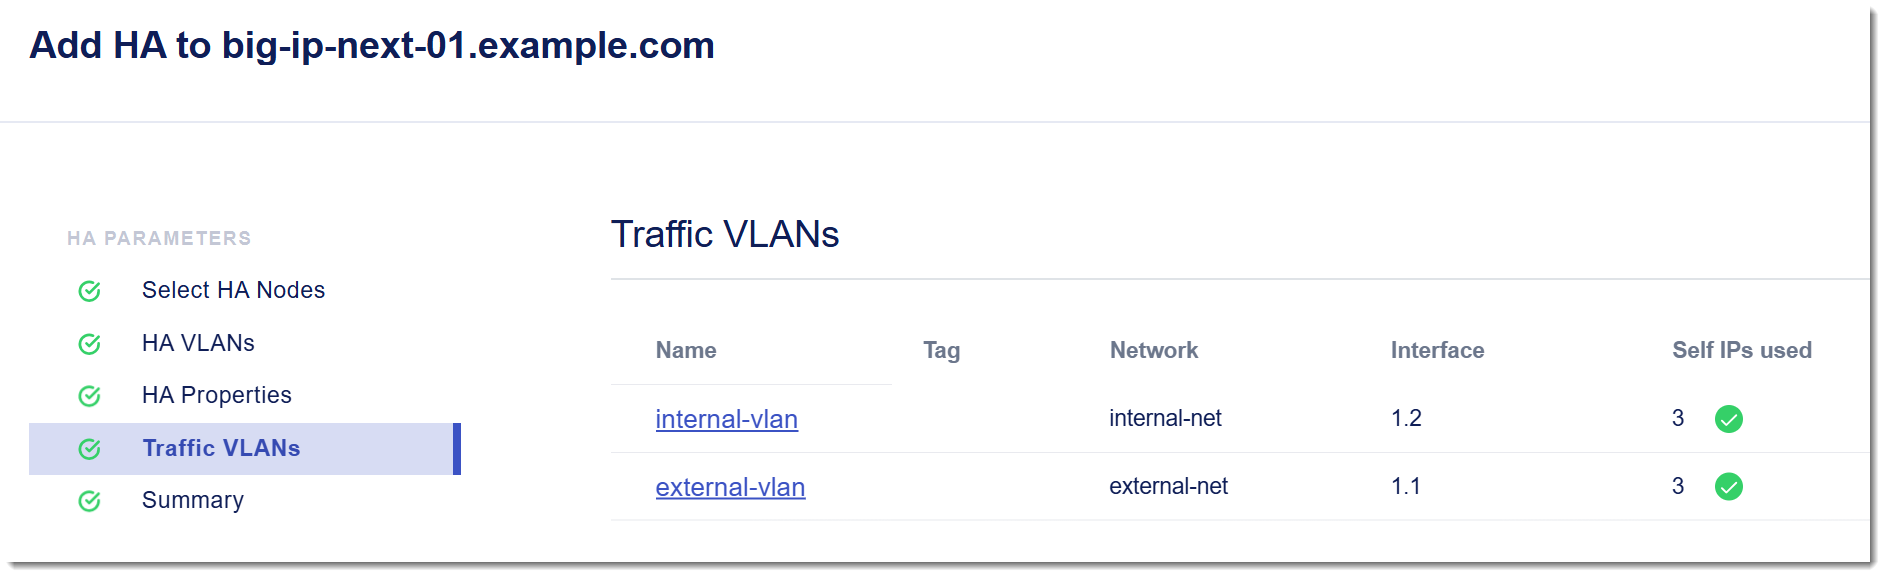 Add HA to big-ip-next-01.example.com
HA PARAMETERS
Select HA Nodes
HA VLANs
HA Properties
Traffic VLANs
Summary
Traffic VLANs
Name Tag Network Interface Self IPs used
internal-vlan internal-net 1.2 3
external-vlan external-net 1.1 3